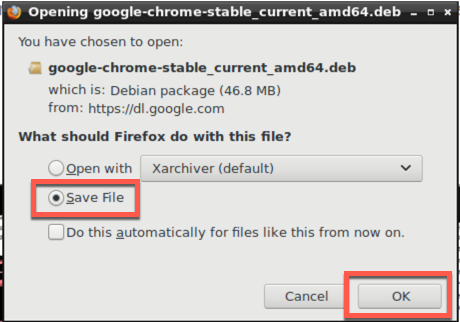 Opening google-chrome-stable_current_amd64.deb
You have chosen to open:
google-chrome-stable_current_amd64.deb
which is: Debian package (46.8 MB)
from: https://dl.google.com
What should Firefox do with this file?
Open with Xarchiver (default)
Save File
Do this automatically for files like this from now on.
Cancel OK